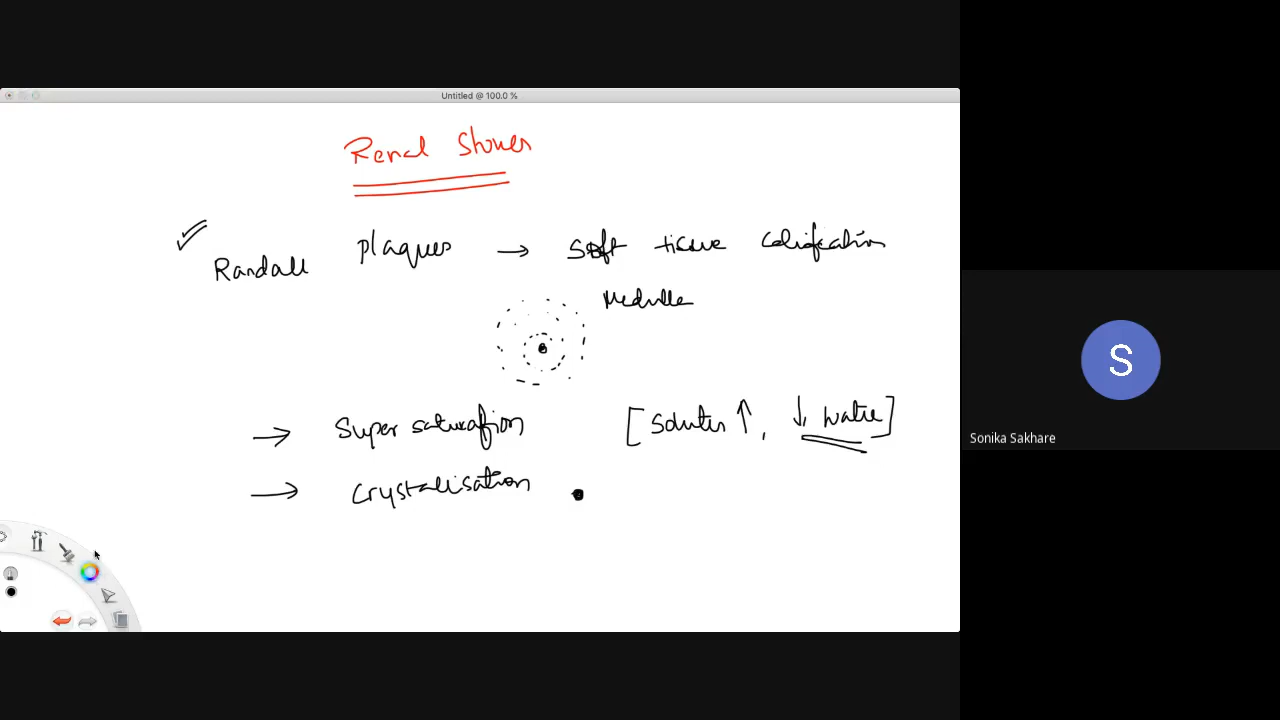 Untitled @ 100.0 %
Renal Stones
Randall plaques → Soft tissue calcification
Medulla
→ Super saturation [Solutes ↑, ↓ water]
→ Crystallisation
S
Sonika Sakhare